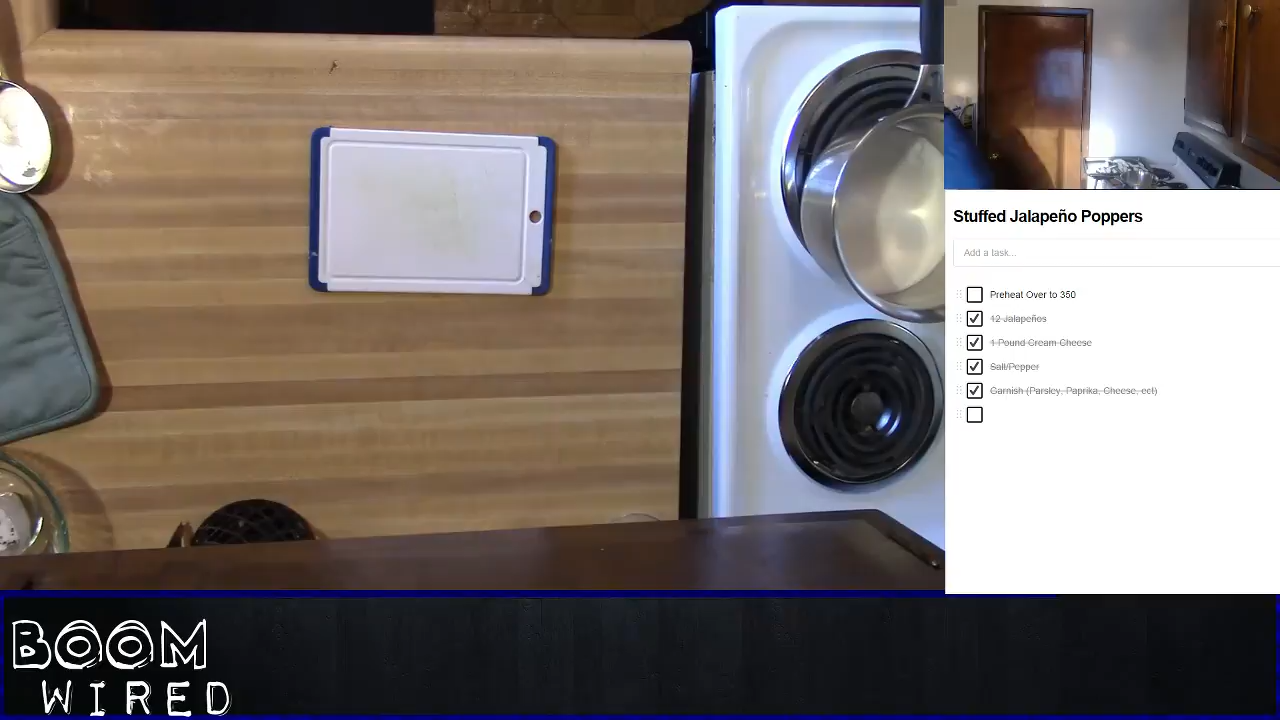 Stuffed Jalapeño Poppers
Add a task...
Preheat Over to 350
12 Jalapeños
1 Pound Cream Cheese
Salt/Pepper
Garnish (Parsley, Paprika, Cheese, ect)
BOOM
WIRED